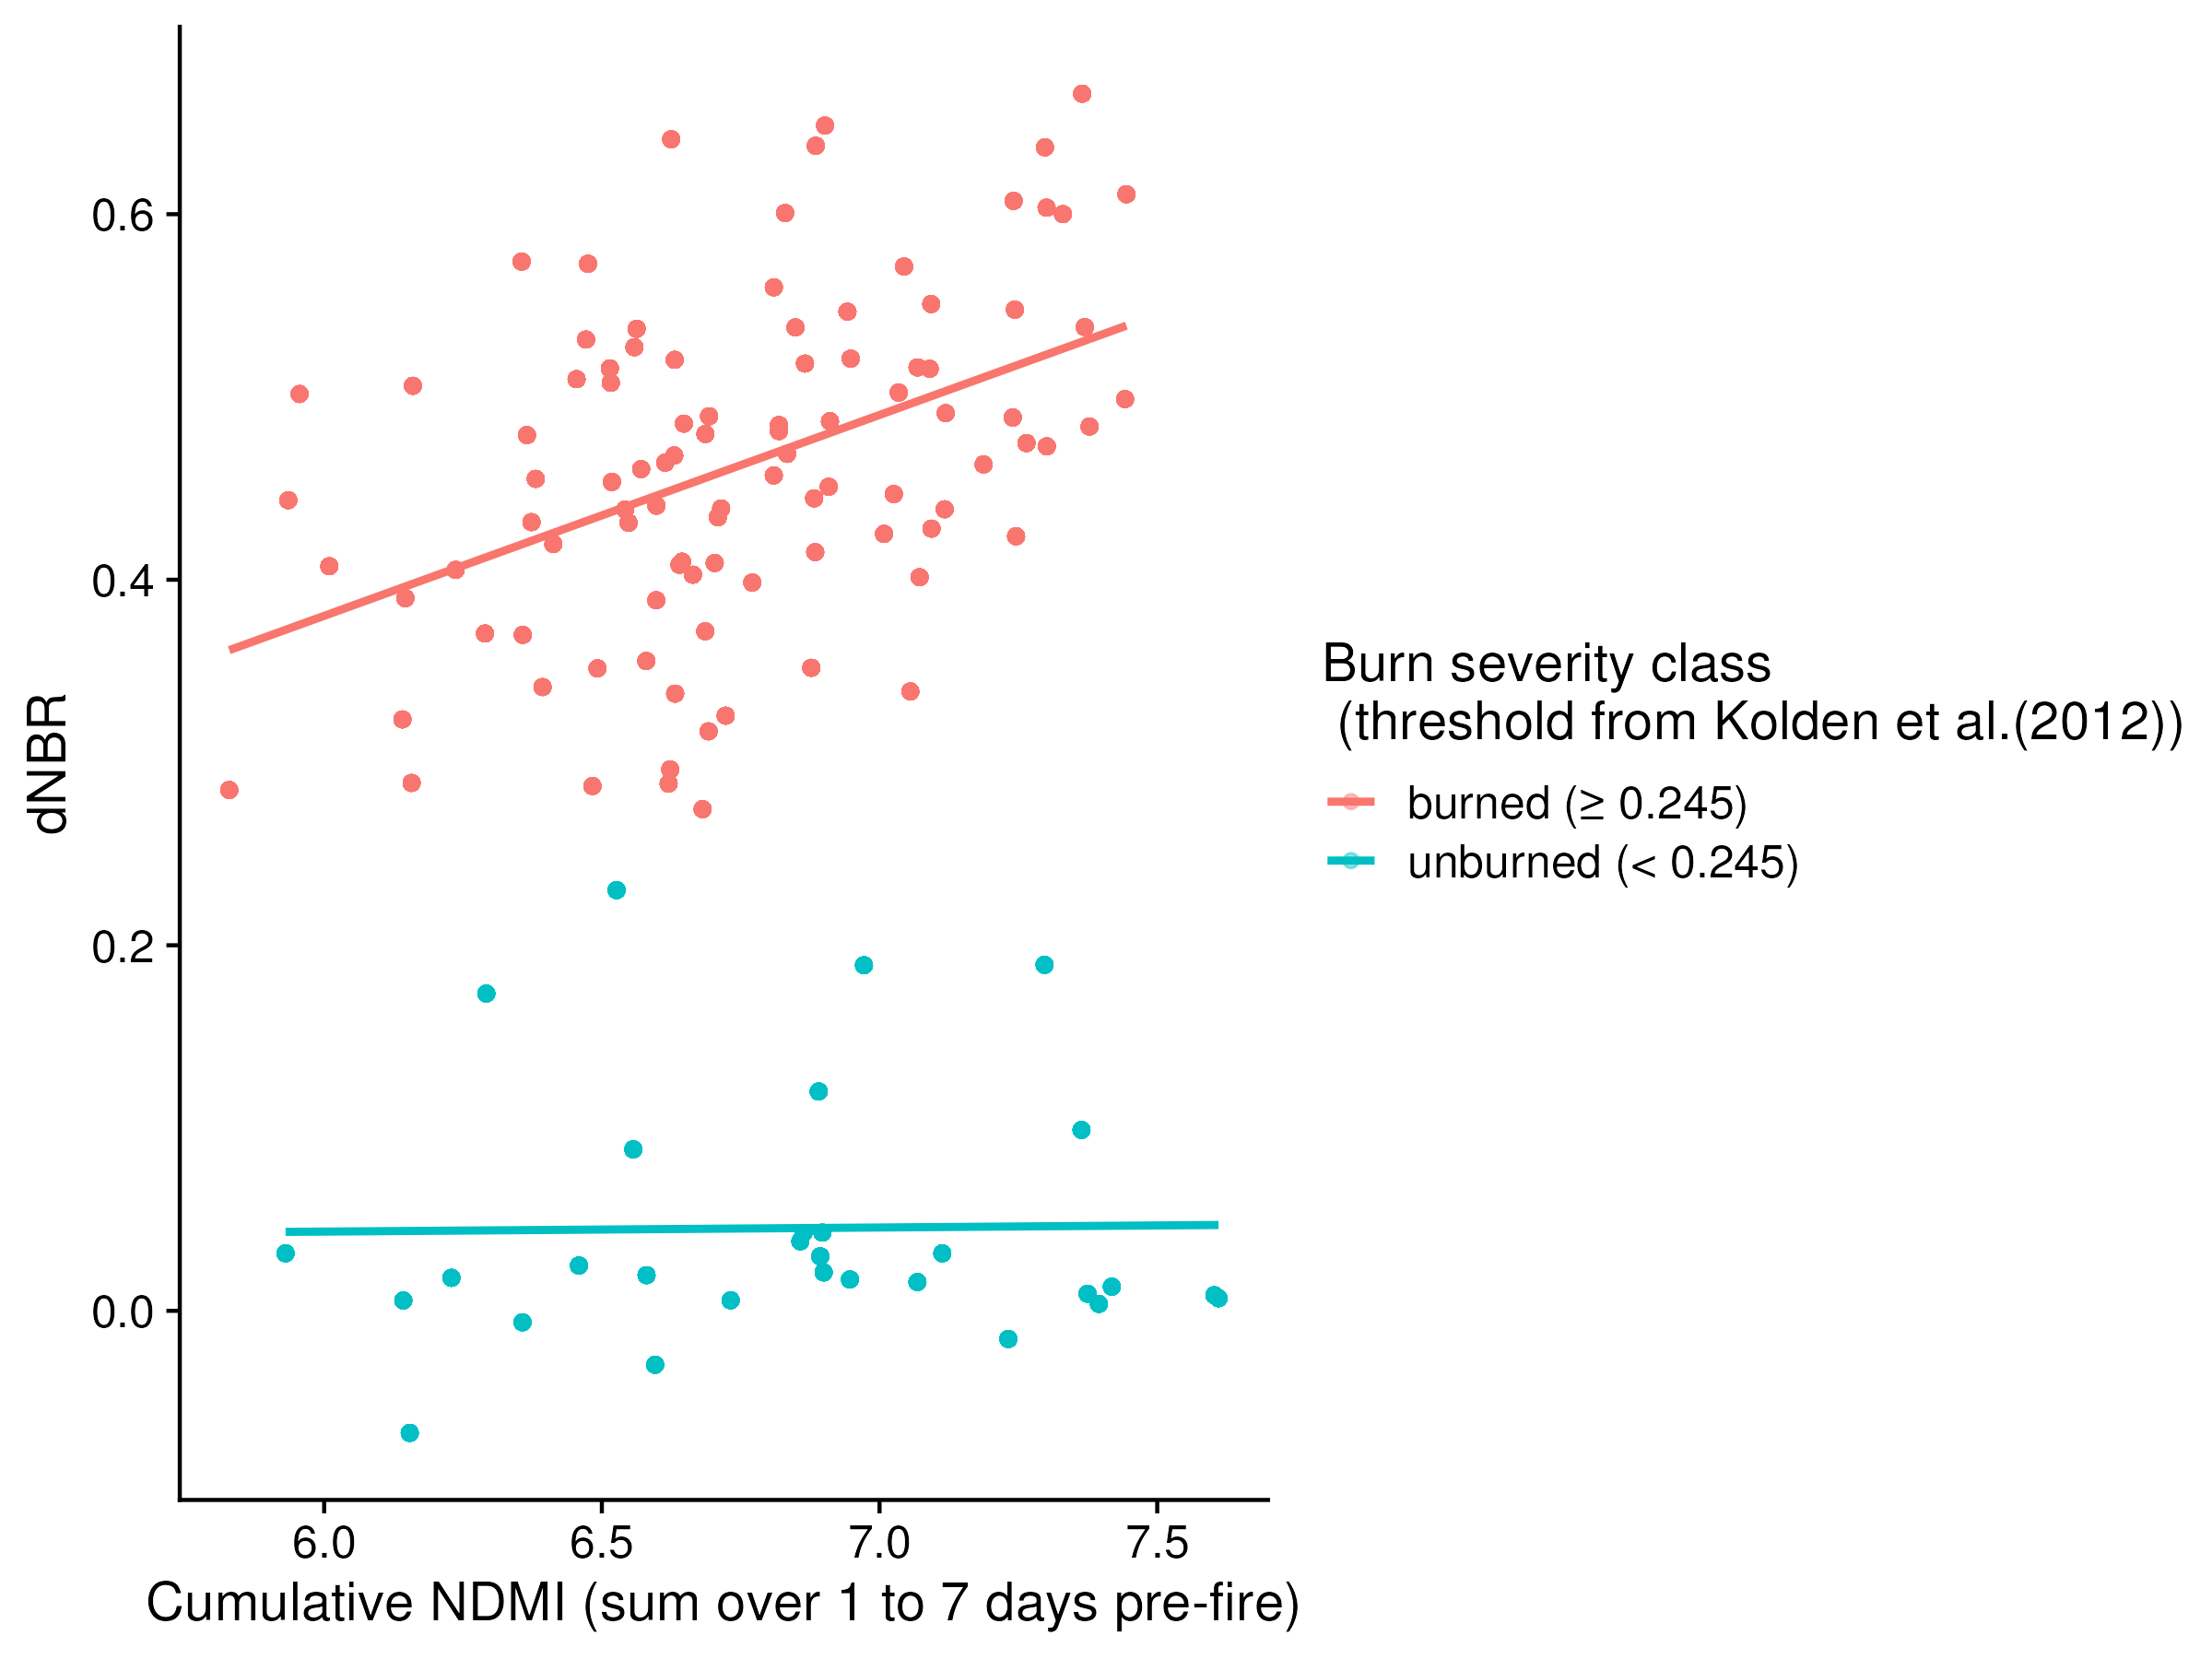 dNBR
0.6
0.4
0.2
0.0
6.0 6.5 7.0 7.5
Cumulative NDMI (sum over 1 to 7 days pre-fire)
Burn severity class
(threshold from Kolden et al.(2012))
burned (≥ 0.245)
unburned (< 0.245)